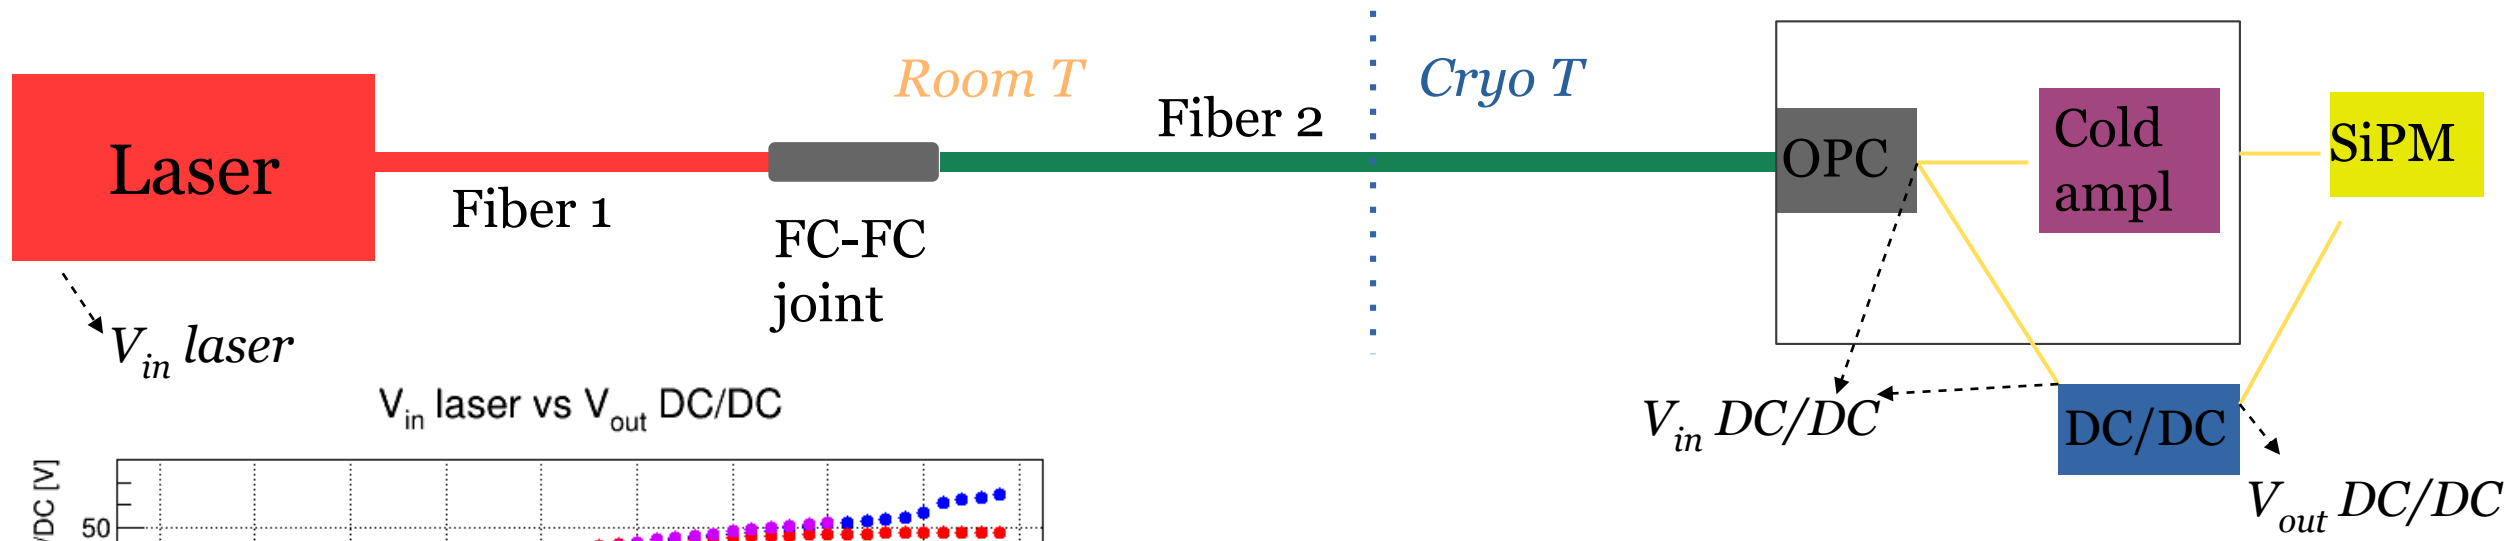 Room T
Cryo T
Laser
Fiber 1
FC-FC
joint
Fiber 2
OPC
Cold
ampl
SiPM
V_in laser
V_in DC/DC
DC/DC
V_out DC/DC
V_in laser vs V_out DC/DC
/DC [V]
50